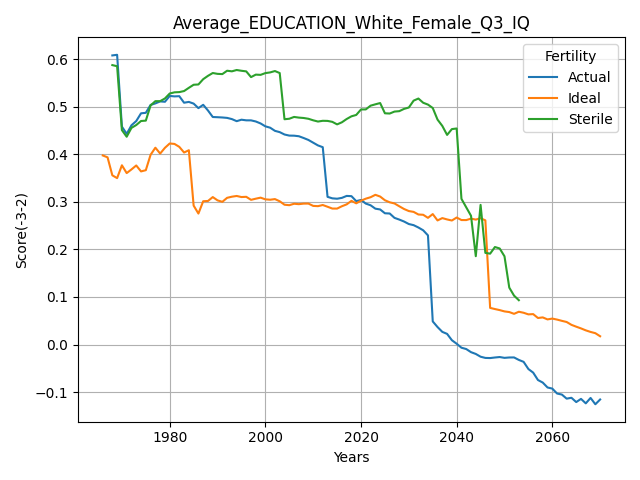 Average_EDUCATION_White_Female_Q3_IQ
Fertility
Actual
Ideal
Sterile
Score(-3-2)
0.6
0.5
0.4
0.3
0.2
0.1
0.0
−0.1
1980
2000
2020
2040
2060
Years